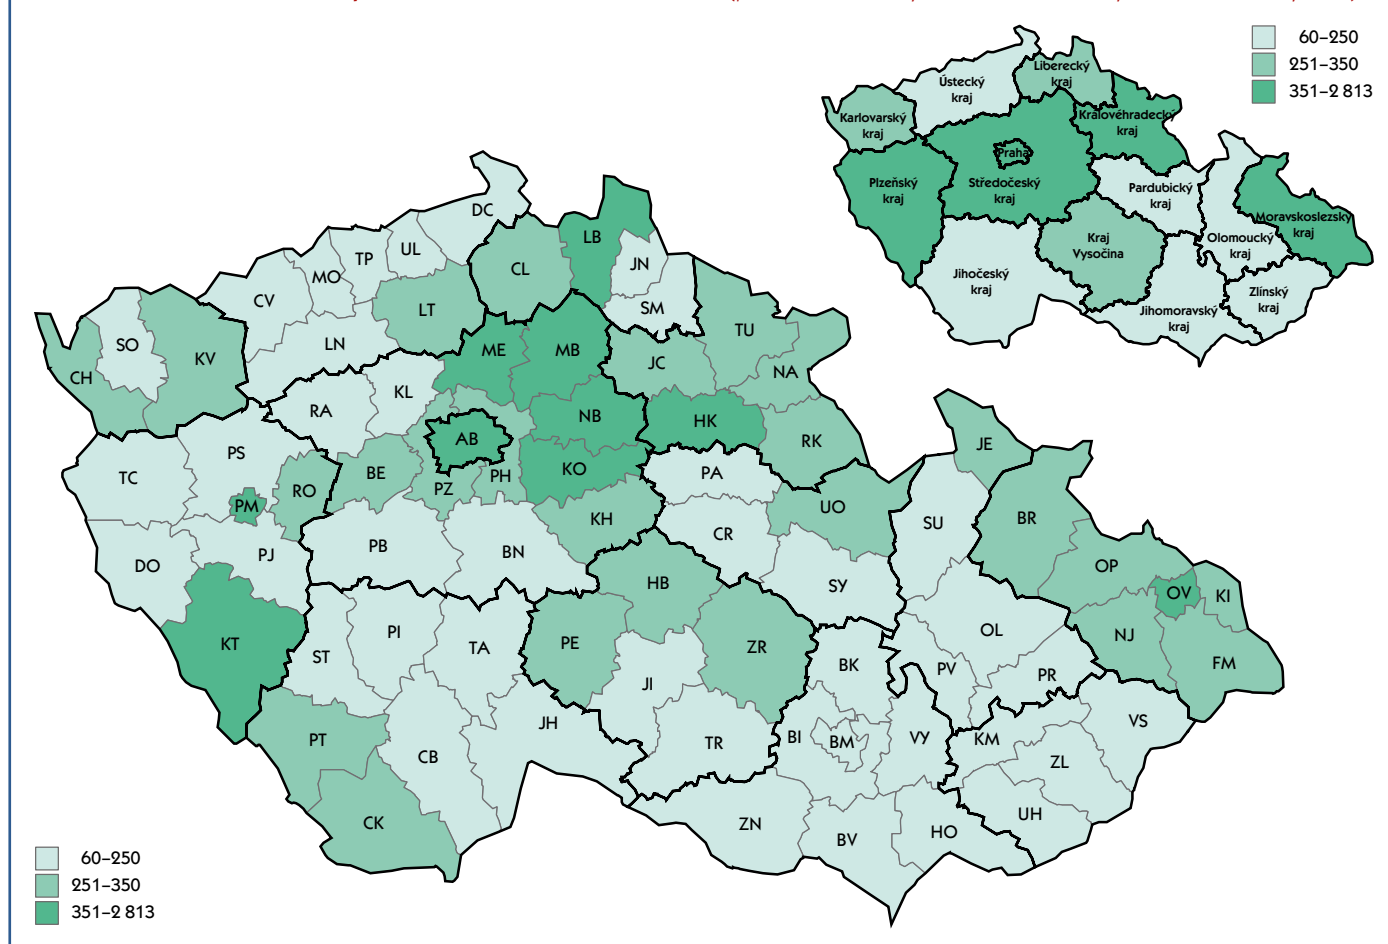 60–250
251–350
351–2 813
Ústecký
kraj
Liberecký
kraj
Karlovarský
kraj
Královéhradecký
kraj
Praha
Plzeňský
kraj
Středočeský
kraj
Pardubický
kraj
Moravskoslezský
kraj
Kraj
Vysočina
Olomoucký
kraj
Jihočeský
kraj
Zlínský
kraj
Jihomoravský
kraj
DC
LB
UL
TP
CL
JN
MO
CV
LT
SM
TU
SO
KV
LN
ME
MB
JC
CH
NA
KL
RA
NB
HK
AB
RK
PS
JE
TC
RO
BE
PZ
PH
KO
PA
PM
UO
KH
BR
SU
CR
PB
BN
PJ
DO
OP
HB
SY
OV
KI
KT
PI
TA
PE
ZR
OL
NJ
ST
BK
PV
PR
FM
JI
JH
PT
CB
TR
BI
BM
VY
KM
VS
ZL
CK
ZN
BV
HO
UH
60–250
251–350
351–2 813